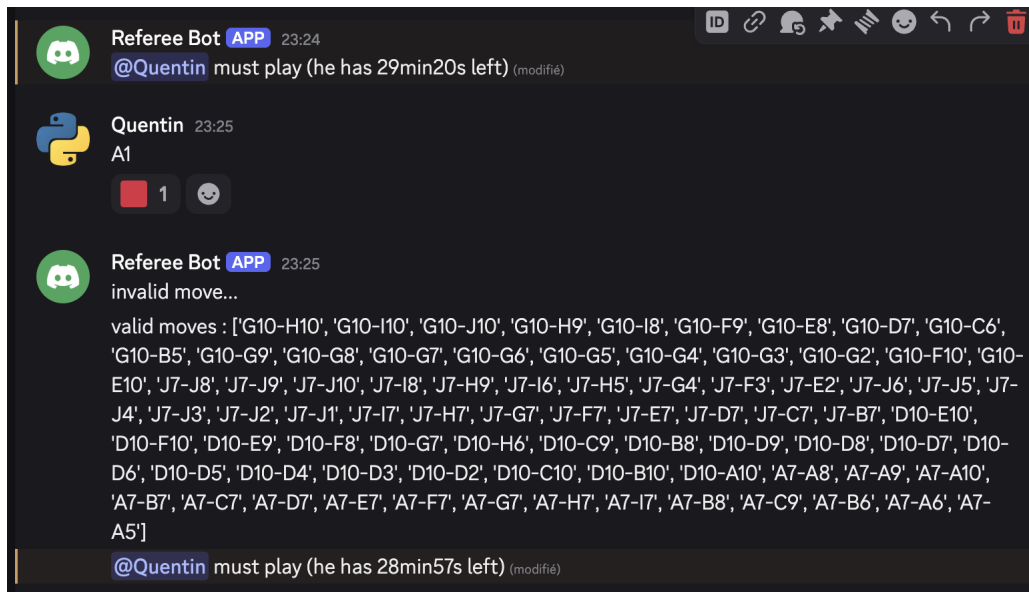 Referee Bot APP 23:24
@Quentin must play (he has 29min20s left) (modifié)
ID
Quentin 23:25
A1
1
Referee Bot APP 23:25
invalid move...
valid moves : ['G10-H10', 'G10-I10', 'G10-J10', 'G10-H9', 'G10-I8', 'G10-F9', 'G10-E8', 'G10-D7', 'G10-C6',
'G10-B5', 'G10-G9', 'G10-G8', 'G10-G7', 'G10-G6', 'G10-G5', 'G10-G4', 'G10-G3', 'G10-G2', 'G10-F10', 'G10-
E10', 'J7-J8', 'J7-J9', 'J7-J10', 'J7-I8', 'J7-H9', 'J7-I6', 'J7-H5', 'J7-G4', 'J7-F3', 'J7-E2', 'J7-J6', 'J7-J5', 'J7-
J4', 'J7-J3', 'J7-J2', 'J7-J1', 'J7-I7', 'J7-H7', 'J7-G7', 'J7-F7', 'J7-E7', 'J7-D7', 'J7-C7', 'J7-B7', 'D10-E10',
'D10-F10', 'D10-E9', 'D10-F8', 'D10-G7', 'D10-H6', 'D10-C9', 'D10-B8', 'D10-D9', 'D10-D8', 'D10-D7', 'D10-
D6', 'D10-D5', 'D10-D4', 'D10-D3', 'D10-D2', 'D10-C10', 'D10-B10', 'D10-A10', 'A7-A8', 'A7-A9', 'A7-A10',
'A7-B7', 'A7-C7', 'A7-D7', 'A7-E7', 'A7-F7', 'A7-G7', 'A7-H7', 'A7-I7', 'A7-B8', 'A7-C9', 'A7-B6', 'A7-A6', 'A7-
A5']
@Quentin must play (he has 28min57s left) (modifié)